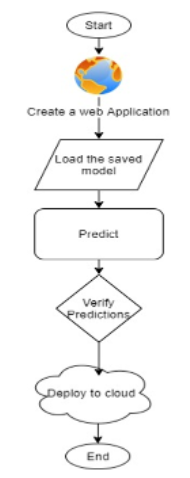 Start
Create a web Application
Load the saved
model
Predict
Verify
Predictions
Deploy to cloud
End